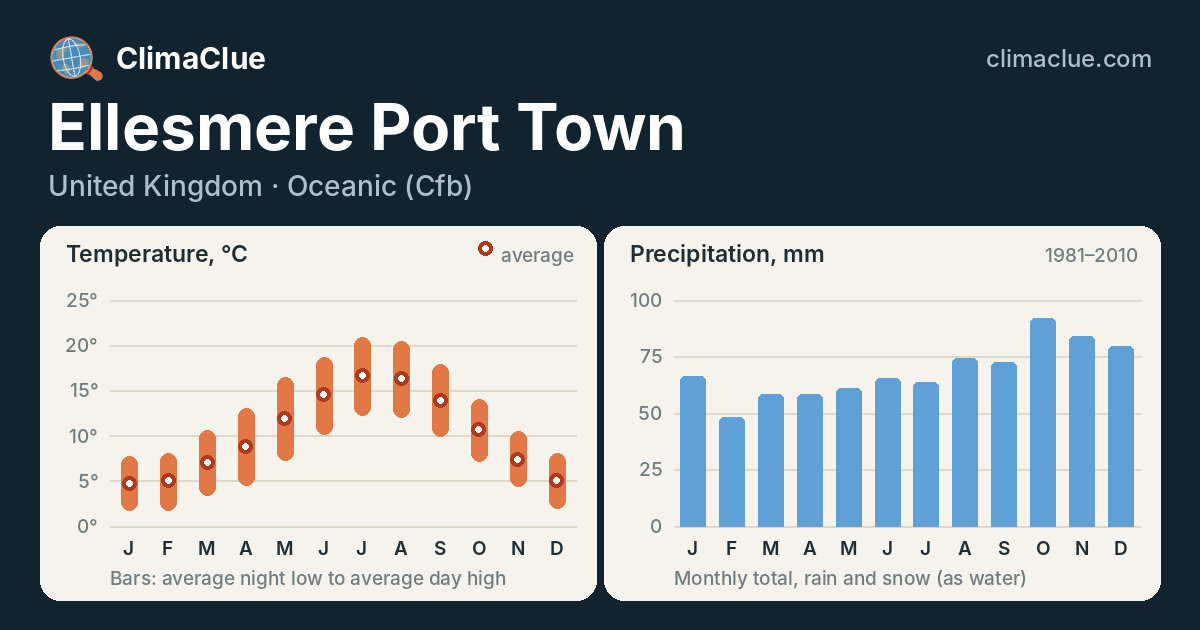 ClimaClue
climaclue.com
Ellesmere Port Town
United Kingdom · Oceanic (Cfb)
Temperature, °C
average
25°
20°
15°
10°
5°
0°
J F M A M J J A S O N D
Bars: average night low to average day high
Precipitation, mm
1981–2010
100
75
50
25
0
J F M A M J J A S O N D
Monthly total, rain and snow (as water)